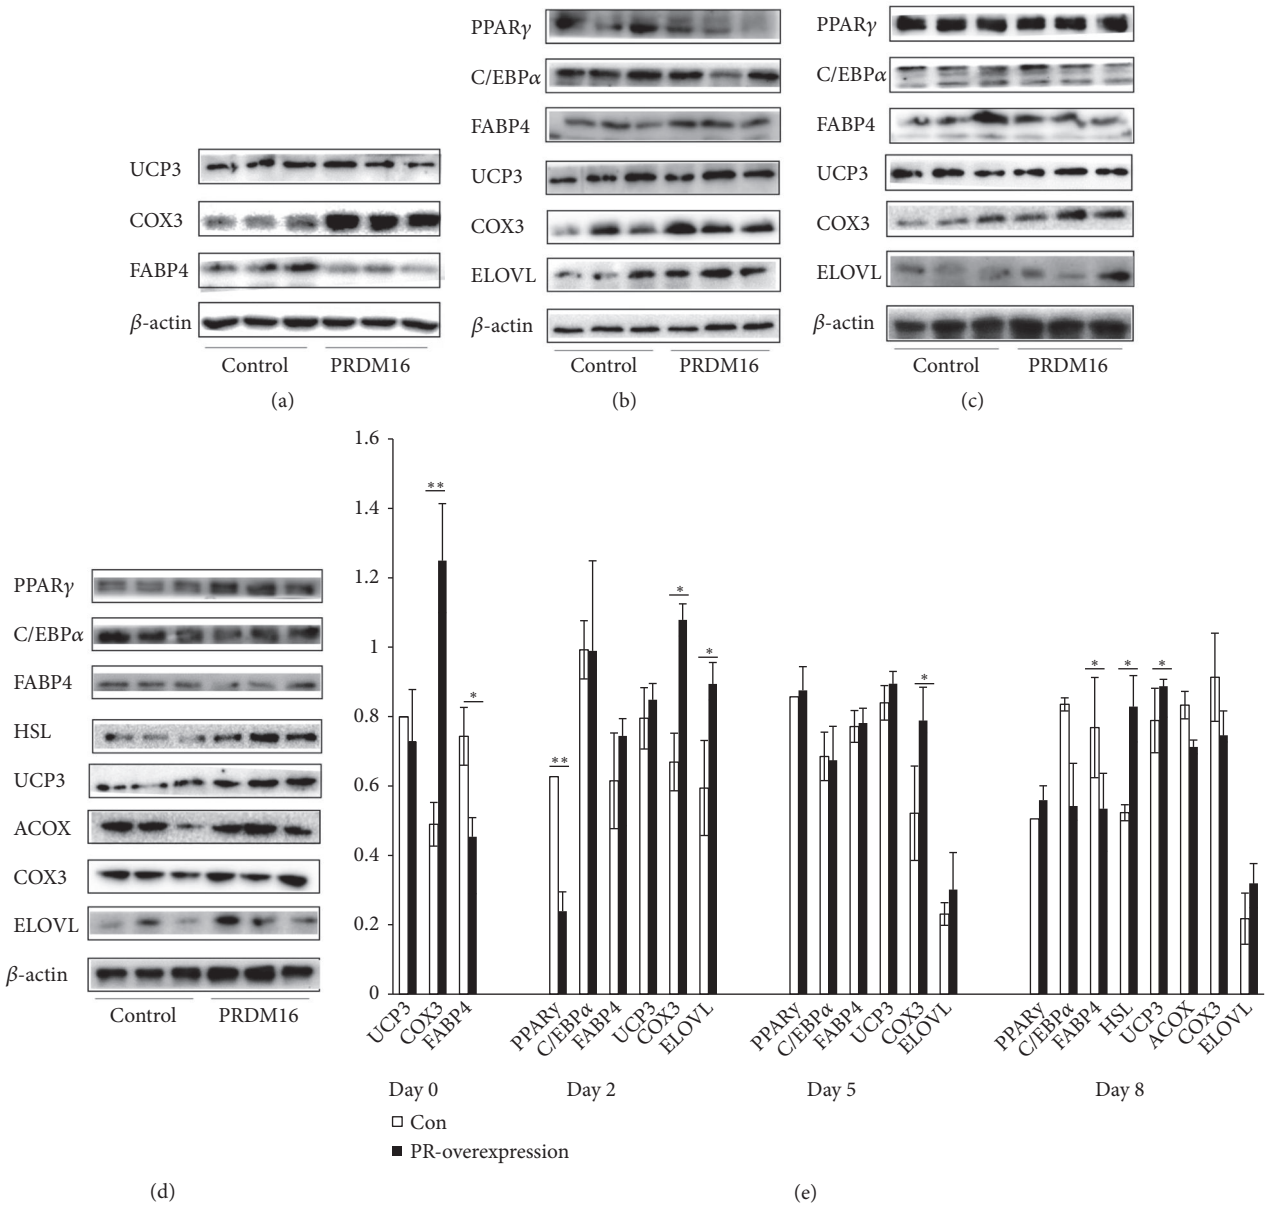 UCP3
COX3
FABP4
β-actin
Control PRDM16
(a)
PPARγ
C/EBPα
FABP4
UCP3
COX3
ELOVL
β-actin
Control PRDM16
(b)
PPARγ
C/EBPα
FABP4
UCP3
COX3
ELOVL
β-actin
Control PRDM16
(c)
PPARγ
C/EBPα
FABP4
HSL
UCP3
ACOX
COX3
ELOVL
β-actin
Control PRDM16
(d)
1.6
1.4
1.2
1
0.8
0.6
0.4
0.2
0
** * ** * * * * * *
UCP3 COX3 FABP4 PPARγ C/EBPα FABP4 UCP3 COX3 ELOVL PPARγ C/EBPα FABP4 UCP3 COX3 ELOVL PPARγ C/EBPα FABP4 HSL UCP3 ACOX COX3 ELOVL
Day 0 Day 2 Day 5 Day 8
Con
PR-overexpression
(e)